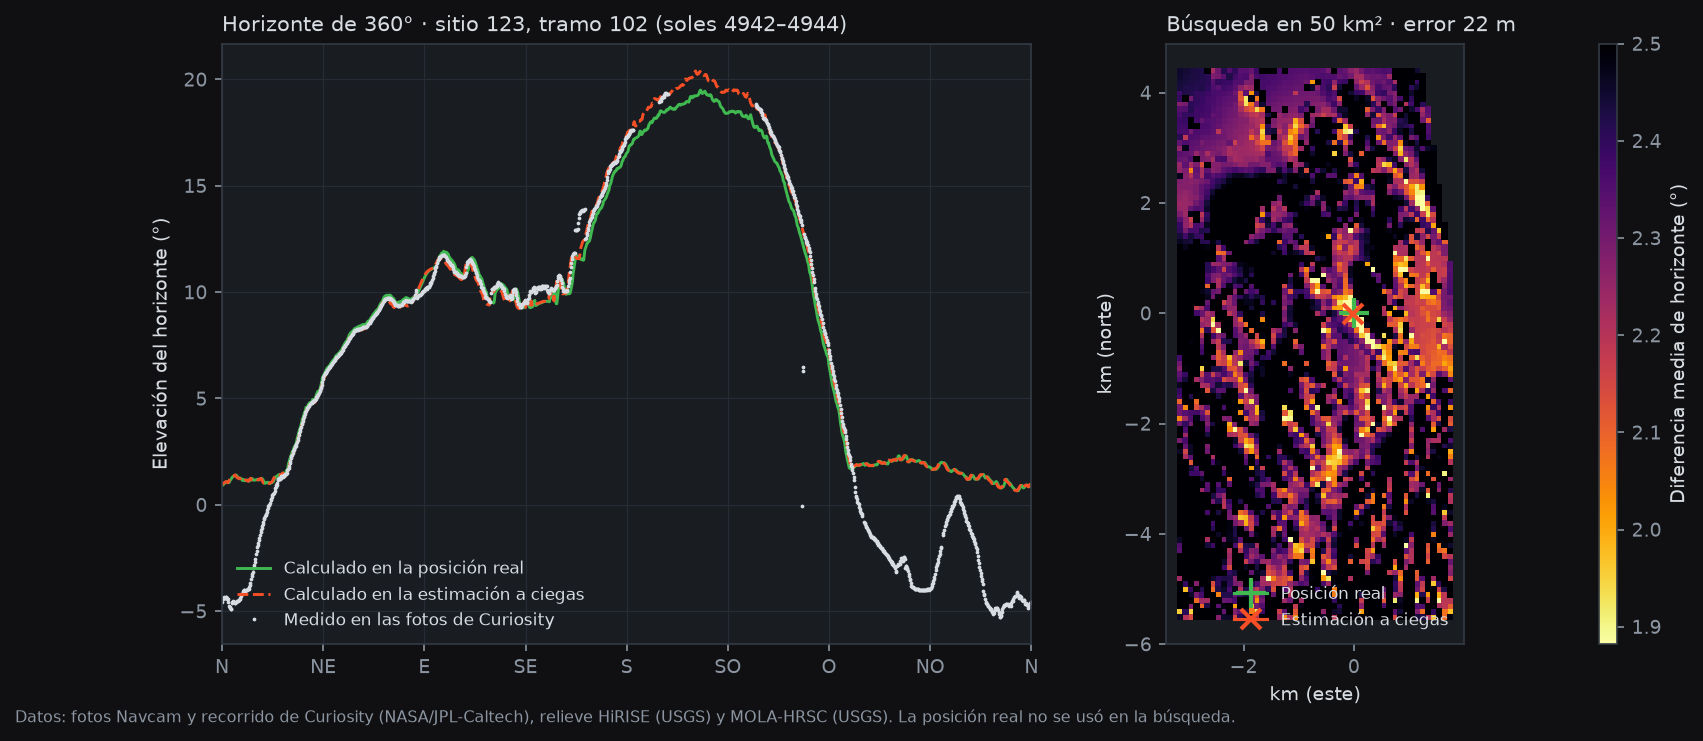 Horizonte de 360° · sitio 123, tramo 102 (soles 4942–4944)
Búsqueda en 50 km² · error 22 m
Elevación del horizonte (°)
20
15
10
5
0
−5
N
NE
E
SE
S
SO
O
NO
N
Calculado en la posición real
Calculado en la estimación a ciegas
Medido en las fotos de Curiosity
km (norte)
4
2
0
−2
−4
−6
−2
0
km (este)
Posición real
Estimación a ciegas
2.5
2.4
2.3
2.2
2.1
2.0
1.9
Diferencia media de horizonte (°)
Datos: fotos Navcam y recorrido de Curiosity (NASA/JPL-Caltech), relieve HiRISE (USGS) y MOLA-HRSC (USGS). La posición real no se usó en la búsqueda.